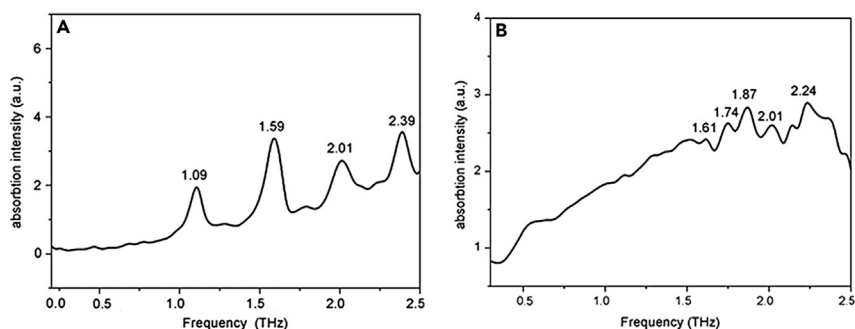 A
absorbtion intensity (a.u.)
6
4
2
0
1.09
1.59
2.01
2.39
0.0 0.5 1.0 1.5 2.0 2.5
Frequency (THz)
B
absorbtion intensity (a.u.)
4
3
2
1
1.61
1.74
1.87
2.01
2.24
0.5 1.0 1.5 2.0 2.5
Frequency (THz)